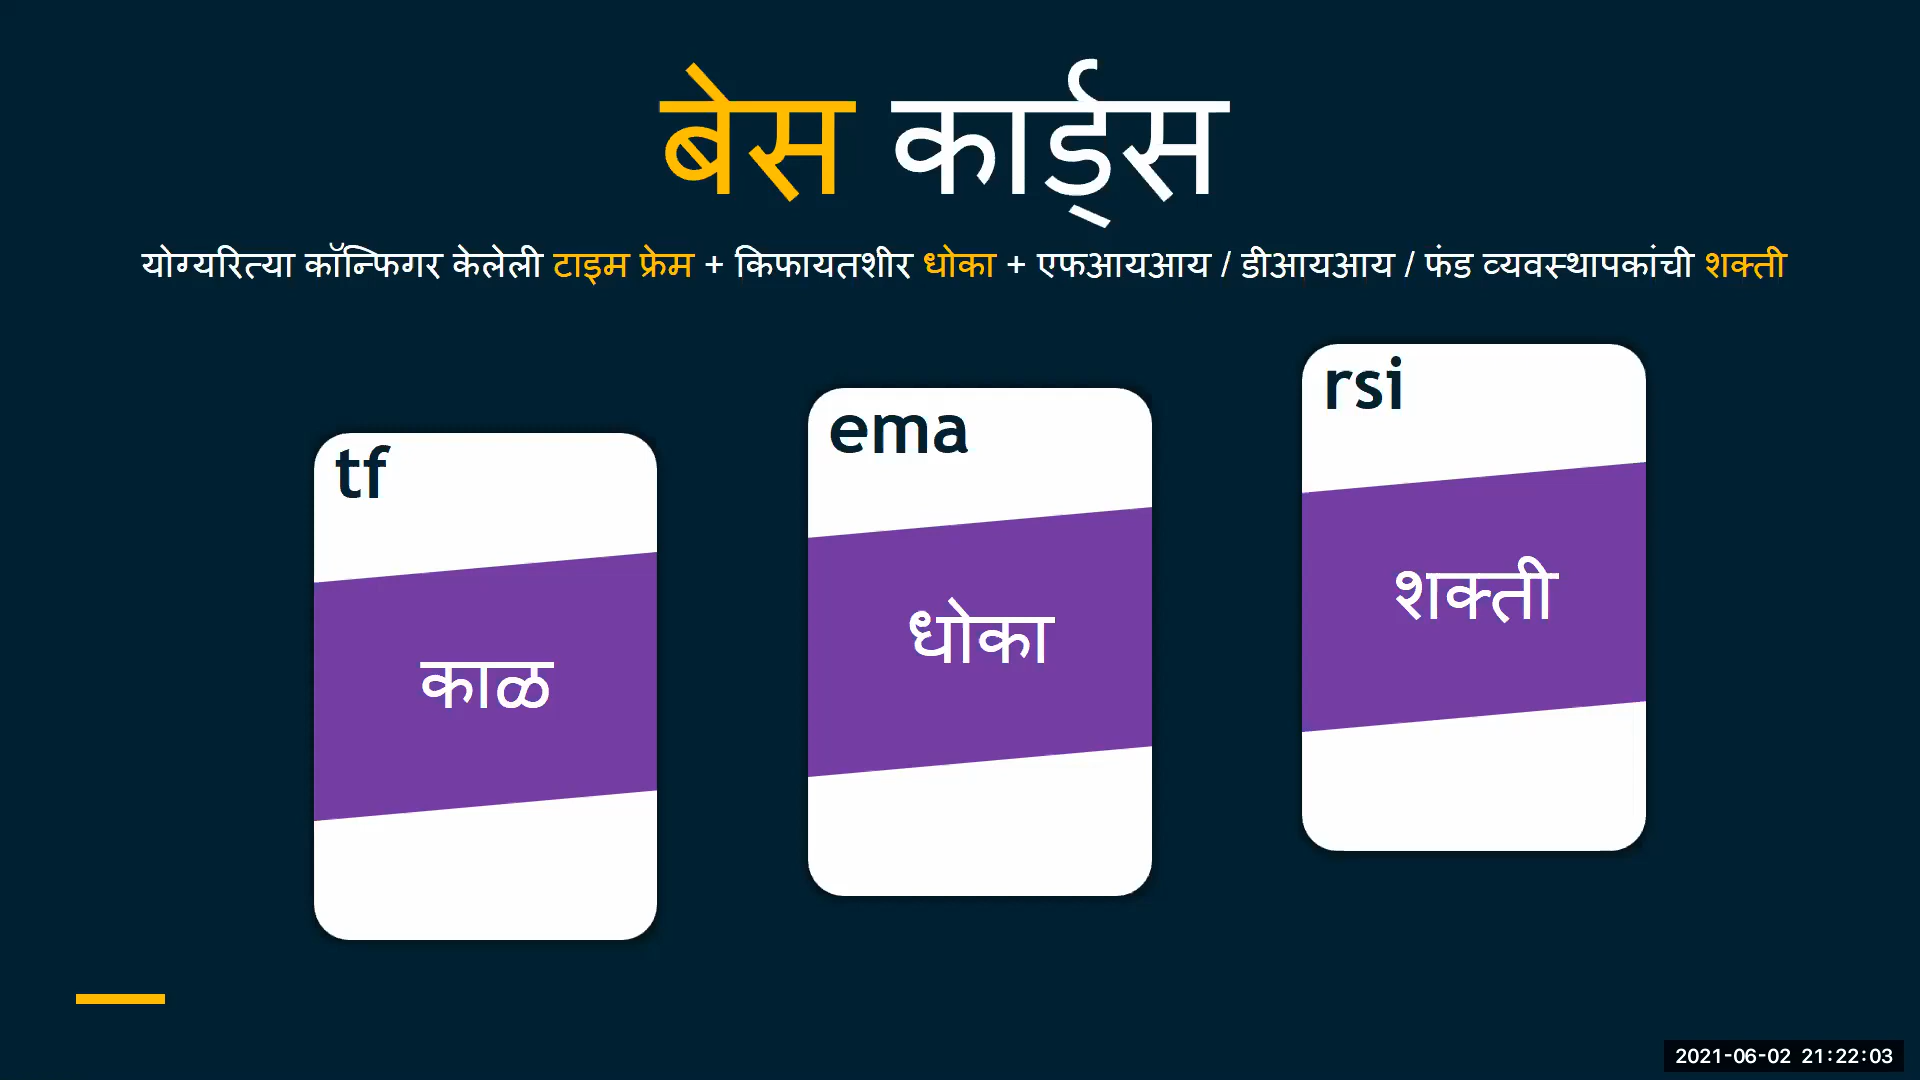 बेस कार्ड्स
योग्यरित्या कॉन्फिगर केलेली टाइम फ्रेम + किफायतशीर धोका + एफआयआय / डीआयआय / फंड व्यवस्थापकांची शक्ती
tf
काळ
ema
धोका
rsi
शक्ती
2021-06-02 21:22:03